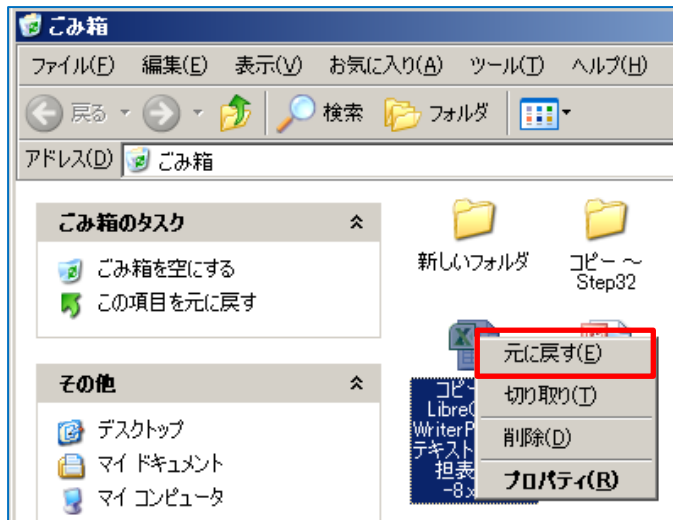 ごみ箱
ファイル(F) 編集(E) 表示(V) お気に入り(A) ツール(T) ヘルプ(H)
戻る 検索 フォルダ
アドレス(D) ごみ箱
ごみ箱のタスク
ごみ箱を空にする
この項目を元に戻す
その他
デスクトップ
マイ ドキュメント
マイ コンピュータ
新しいフォルダ
コピー ~
Step32
コピー
Libre
Writer
テキスト
担表
-8.x
元に戻す(E)
切り取り(T)
削除(D)
プロパティ(R)